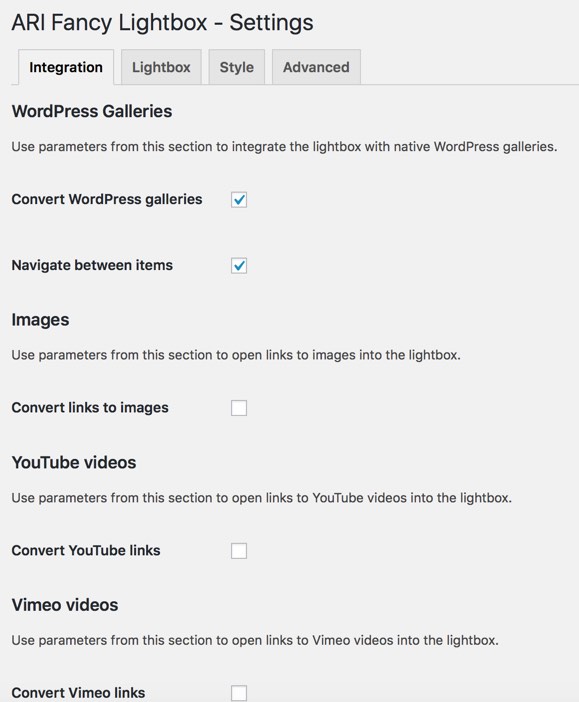 ARI Fancy Lightbox - Settings
Integration
Lightbox
Style
Advanced
WordPress Galleries
Use parameters from this section to integrate the lightbox with native WordPress galleries.
Convert WordPress galleries
Navigate between items
Images
Use parameters from this section to open links to images into the lightbox.
Convert links to images
YouTube videos
Use parameters from this section to open links to YouTube videos into the lightbox.
Convert YouTube links
Vimeo videos
Use parameters from this section to open links to Vimeo videos into the lightbox.
Convert Vimeo links